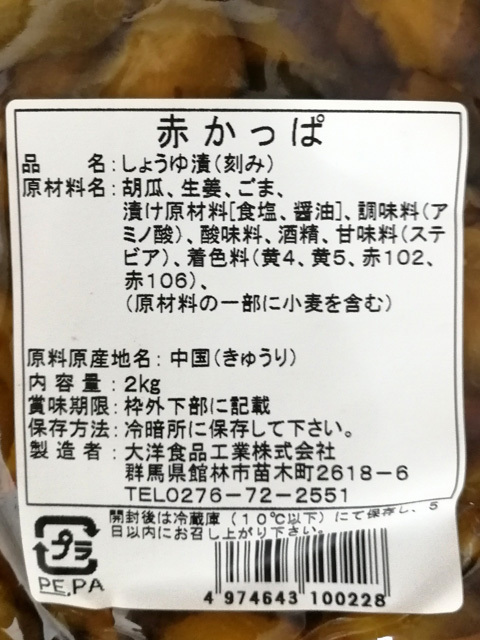 赤かっぱ
品　　名：しょうゆ漬（刻み）
原材料名：胡瓜、生姜、ごま、
漬け原材料［食塩、醤油］、調味料（ア
ミノ酸）、酸味料、酒精、甘味料（ステ
ビア）、着色料（黄4、黄5、赤102、
赤106）、
（原材料の一部に小麦を含む）
原料原産地名：中国（きゅうり）
内容量：2kg
賞味期限：枠外下部に記載
保存方法：冷暗所に保存して下さい。
製造者：大洋食品工業株式会社
群馬県館林市苗木町2618－6
TEL0276－72－2551
開封後は冷蔵庫（10℃以下）にて保存し、5
日以内にお召し上がり下さい。
プラ
PE,PA
4 974643 100228